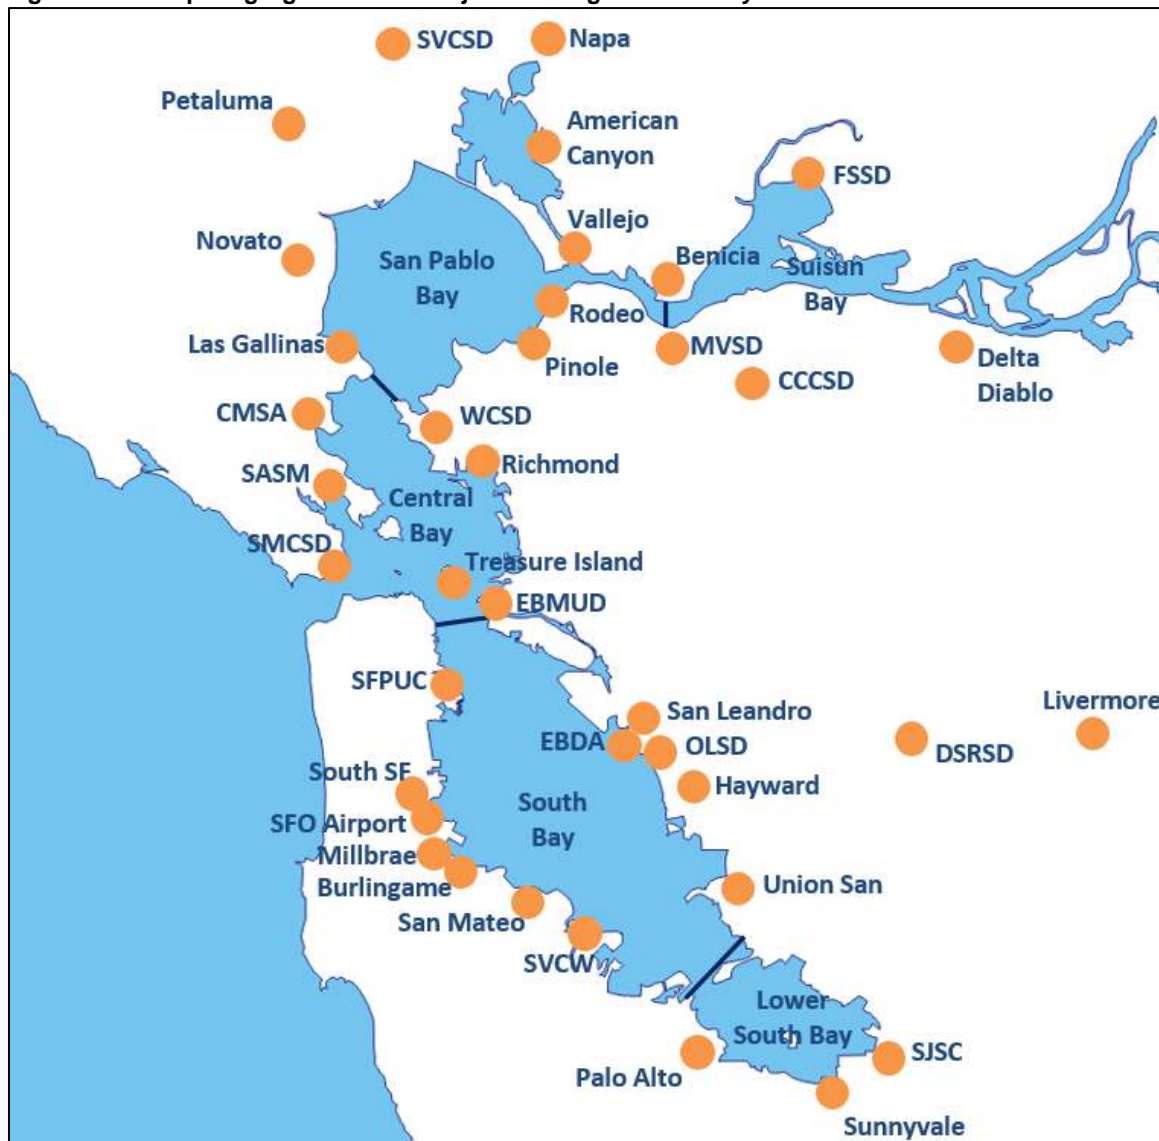 SVCSD
Napa
Petaluma
American
Canyon
FSSD
Vallejo
Novato
Benicia
San Pablo
Bay
Suisun
Bay
Rodeo
Las Gallinas
Pinole
MVSD
Delta
Diablo
CCCSD
CMSA
WCSD
Richmond
SASM
Central
Bay
SMCSD
Treasure Island
EBMUD
SFPUC
San Leandro
Livermore
EBDA
OLSD
DSRSD
South SF
Hayward
South
Bay
SFO Airport
Millbrae
Burlingame
Union San
San Mateo
SVCW
Lower
South Bay
SJSC
Palo Alto
Sunnyvale